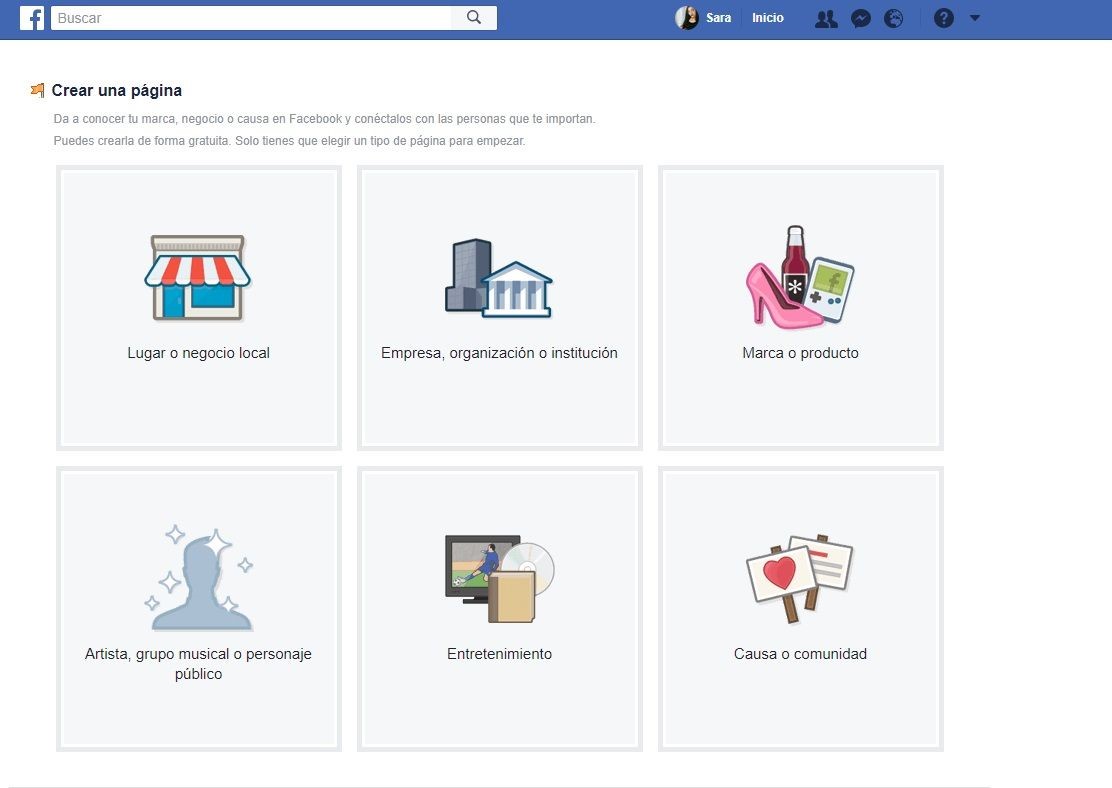 Buscar
Sara
Inicio
Crear una página
Da a conocer tu marca, negocio o causa en Facebook y conéctalos con las personas que te importan.
Puedes crearla de forma gratuita. Solo tienes que elegir un tipo de página para empezar.
Lugar o negocio local
Empresa, organización o institución
Marca o producto
Artista, grupo musical o personaje
público
Entretenimiento
Causa o comunidad